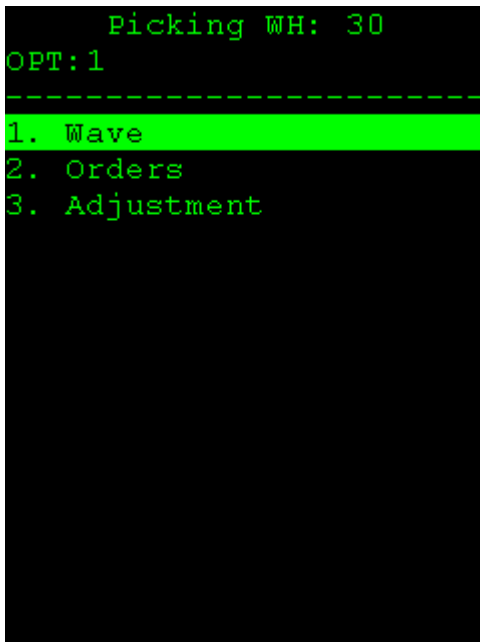 Picking WH: 30
OPT:1
------------------------
1. Wave
2. Orders
3. Adjustment